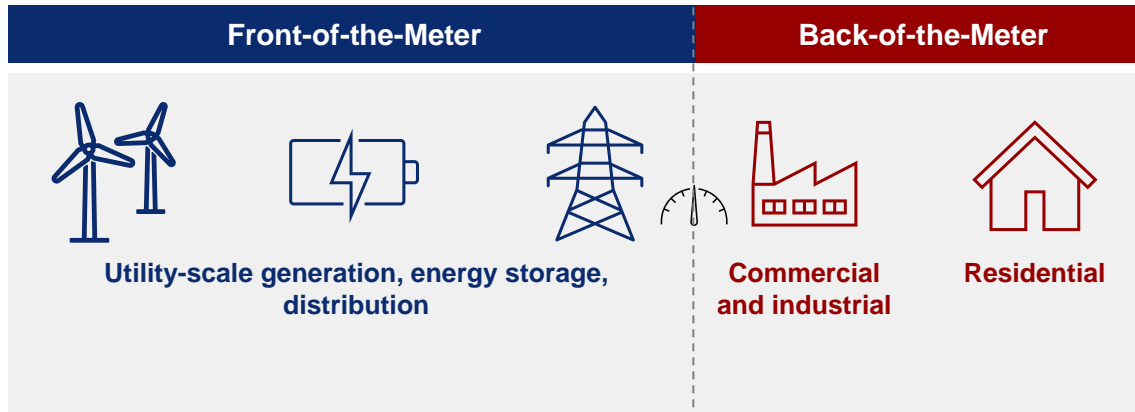 Front-of-the-Meter
Back-of-the-Meter
Utility-scale generation, energy storage,
distribution
Commercial
and industrial
Residential